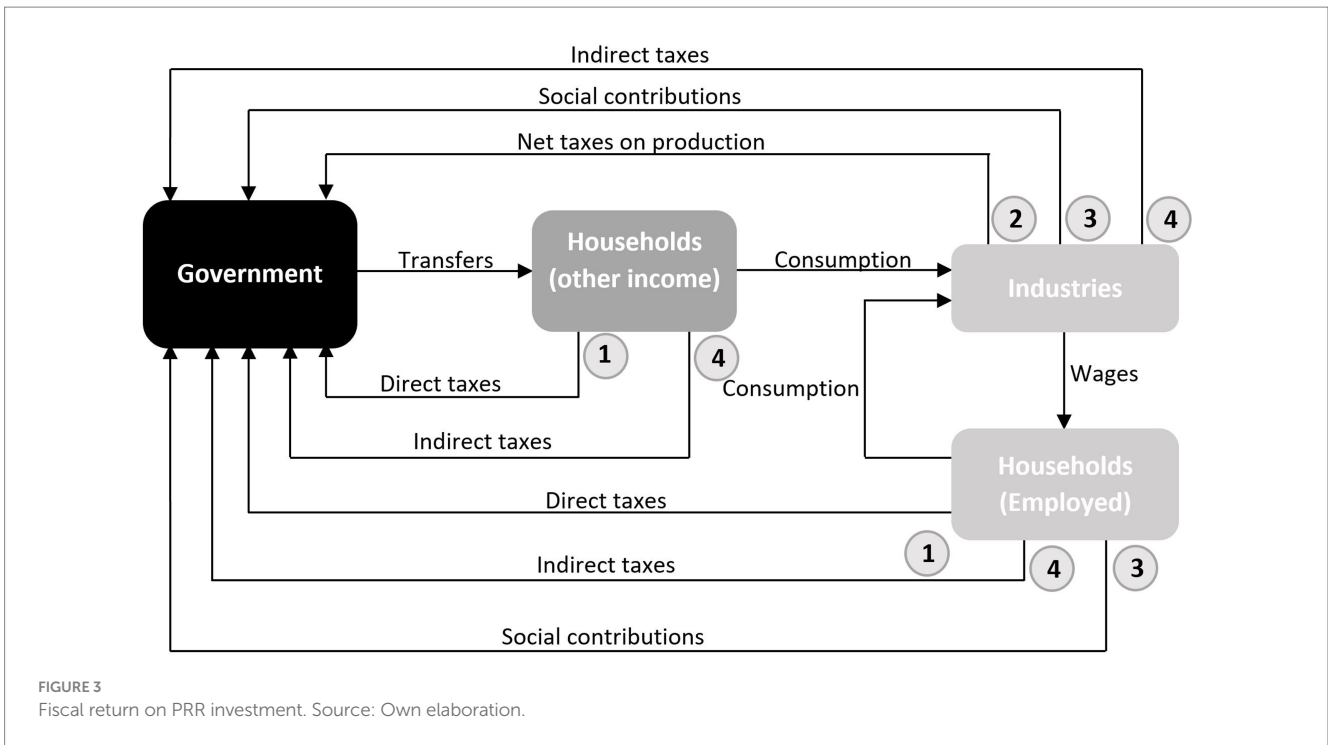 Indirect taxes
Social contributions
Net taxes on production
2
3
4
Government
Transfers
Households
(other income)
Consumption
Industries
1
4
Direct taxes
Consumption
Wages
Indirect taxes
Households
(Employed)
Direct taxes
1
4
3
Indirect taxes
Social contributions
FIGURE 3
Fiscal return on PRR investment. Source: Own elaboration.